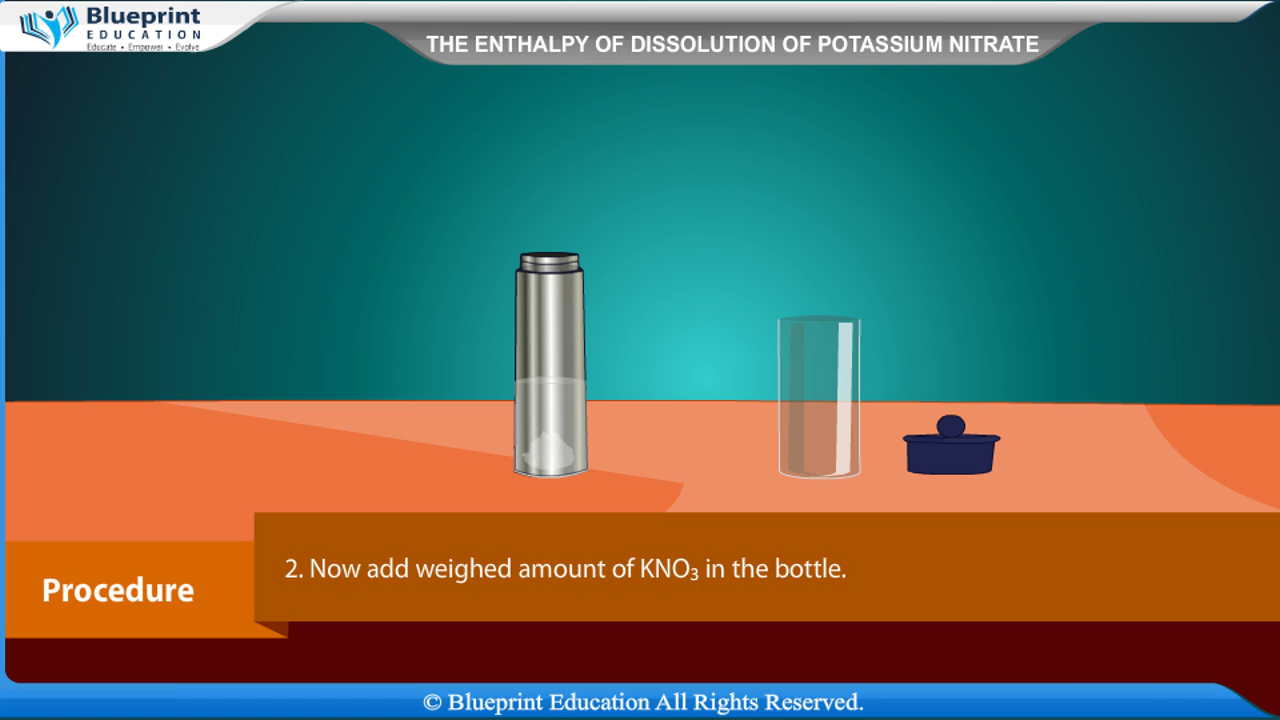 Blueprint
EDUCATION
Educate • Empower • Evolve
THE ENTHALPY OF DISSOLUTION OF POTASSIUM NITRATE
2. Now add weighed amount of KNO₃ in the bottle.
Procedure
© Blueprint Education All Rights Reserved.